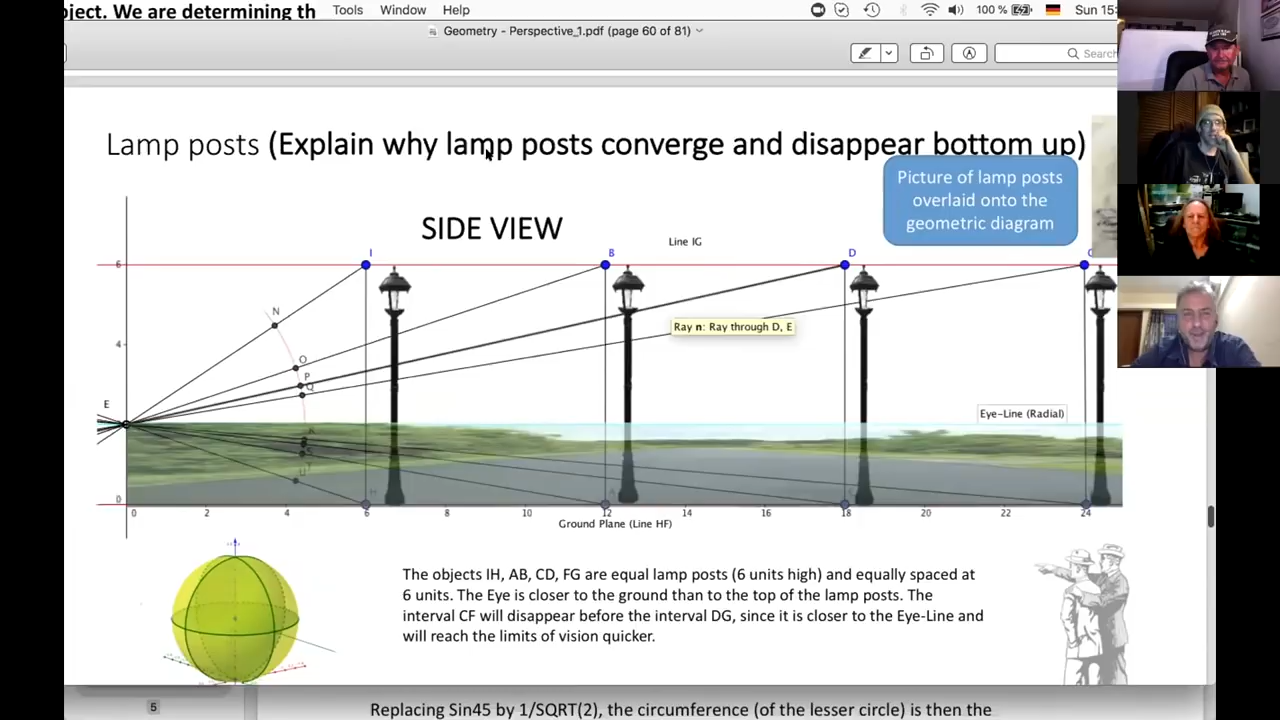 oject. We are determining th
Tools Window Help
100 %
Sun 15:
Geometry - Perspective_1.pdf (page 60 of 81)
Search
Lamp posts (Explain why lamp posts converge and disappear bottom up)
Picture of lamp posts
overlaid onto the
geometric diagram
SIDE VIEW
Line IG
6 I B D
N
Ray n: Ray through D, E
4
O
P
Q
E
Eye-Line (Radial)
K
0
0 2 4 6 8 10 12 14 16 18 20 22 24
Ground Plane (Line HF)
The objects IH, AB, CD, FG are equal lamp posts (6 units high) and equally spaced at
6 units. The Eye is closer to the ground than to the top of the lamp posts. The
interval CF will disappear before the interval DG, since it is closer to the Eye-Line and
will reach the limits of vision quicker.
5
Replacing Sin45 by 1/SQRT(2), the circumference (of the lesser circle) is then the